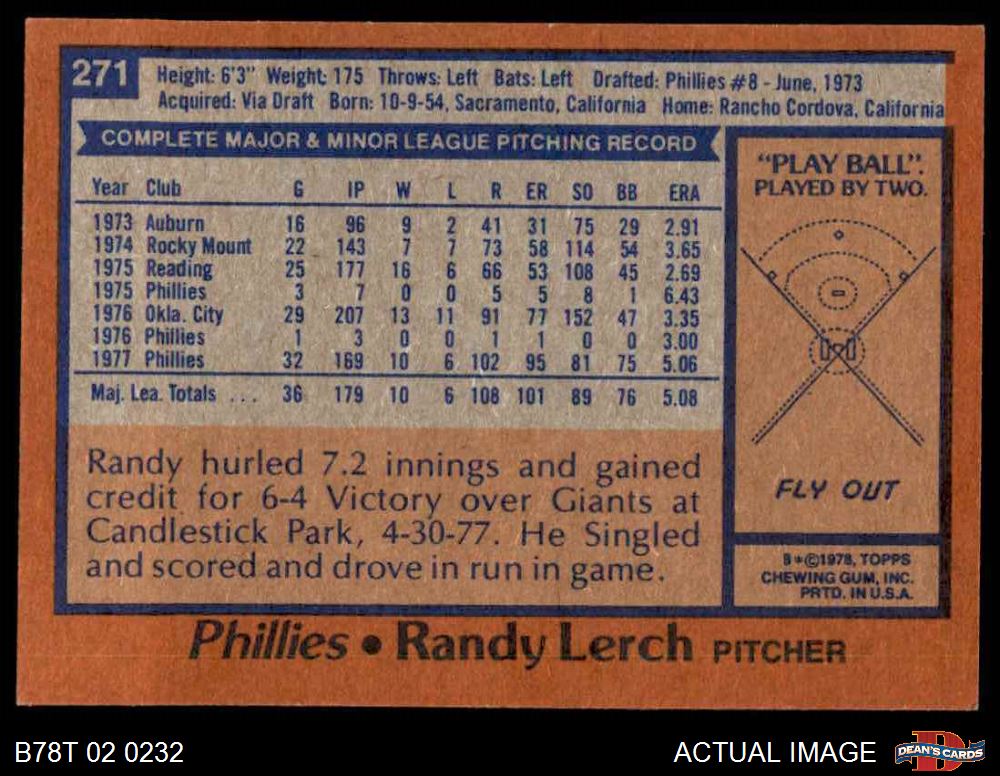 271
Height: 6'3" Weight: 175 Throws: Left Bats: Left Drafted: Phillies #8 - June, 1973
Acquired: Via Draft Born: 10-9-54, Sacramento, California Home: Rancho Cordova, California
COMPLETE MAJOR & MINOR LEAGUE PITCHING RECORD
Year Club G IP W L R ER SO BB ERA
1973 Auburn 16 96 9 2 41 31 75 29 2.91
1974 Rocky Mount 22 143 7 7 73 58 114 54 3.65
1975 Reading 25 177 16 6 66 53 108 45 2.69
1975 Phillies 3 7 0 0 5 5 8 1 6.43
1976 Okla. City 29 207 13 11 91 77 152 47 3.35
1976 Phillies 1 3 0 0 1 1 0 0 3.00
1977 Phillies 32 169 10 6 102 95 81 75 5.06
Maj. Lea. Totals ... 36 179 10 6 108 101 89 76 5.08
Randy hurled 7.2 innings and gained
credit for 6-4 Victory over Giants at
Candlestick Park, 4-30-77. He Singled
and scored and drove in run in game.
"PLAY BALL".
PLAYED BY TWO.
FLY OUT
B*©1978, TOPPS
CHEWING GUM, INC.
PRTD. IN U.S.A.
Phillies • Randy Lerch PITCHER
B78T 02 0232
ACTUAL IMAGE
DEAN'S CARDS